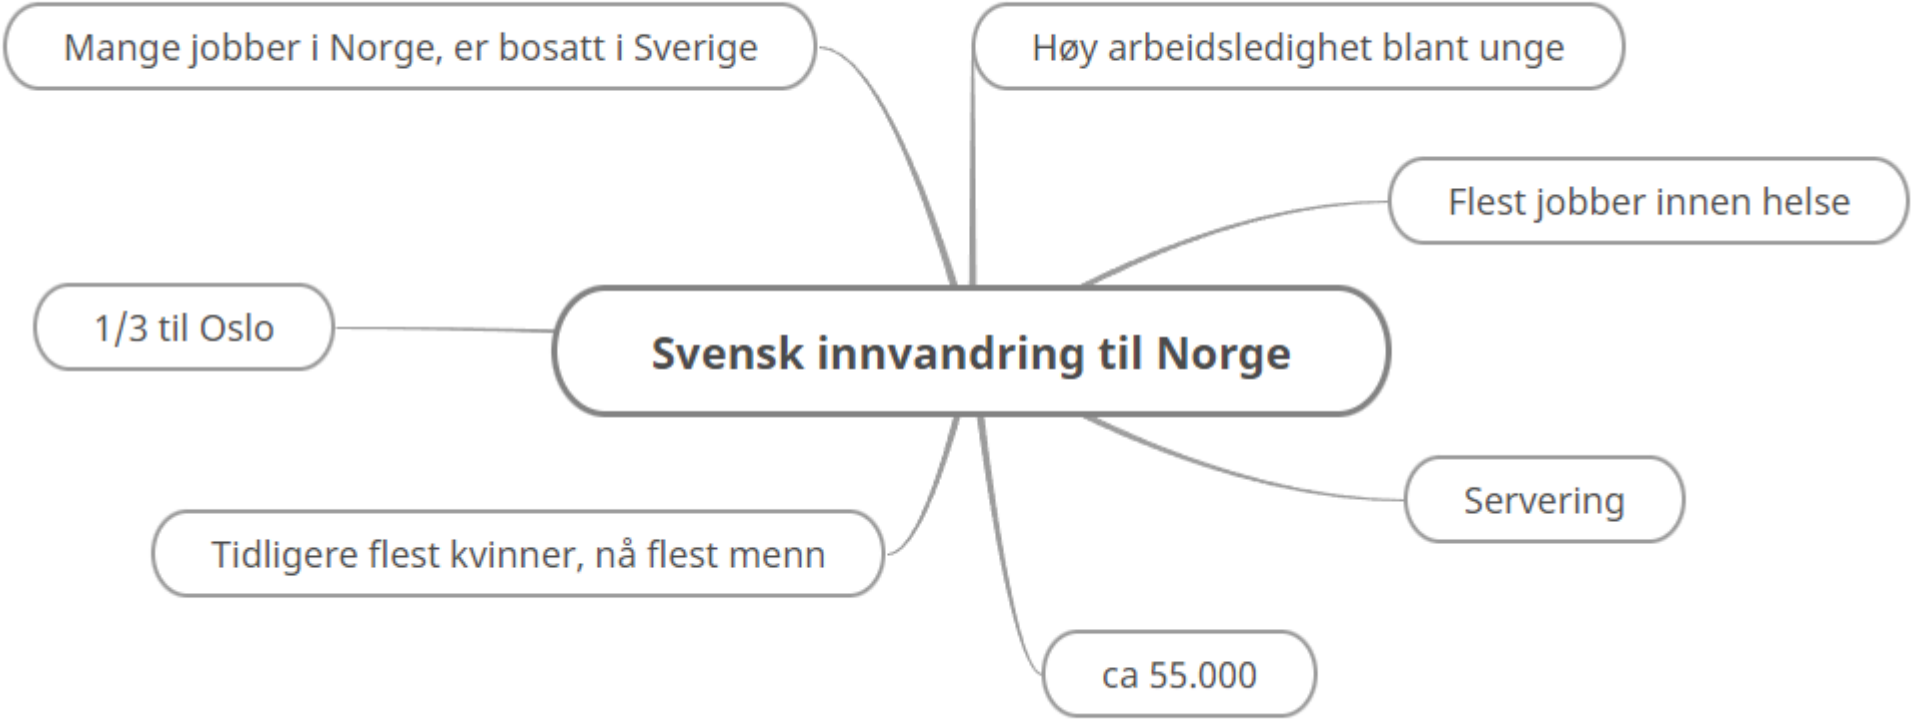 Mange jobber i Norge, er bosatt i Sverige
Høy arbeidsledighet blant unge
Flest jobber innen helse
1/3 til Oslo
Svensk innvandring til Norge
Servering
Tidligere flest kvinner, nå flest menn
ca 55.000